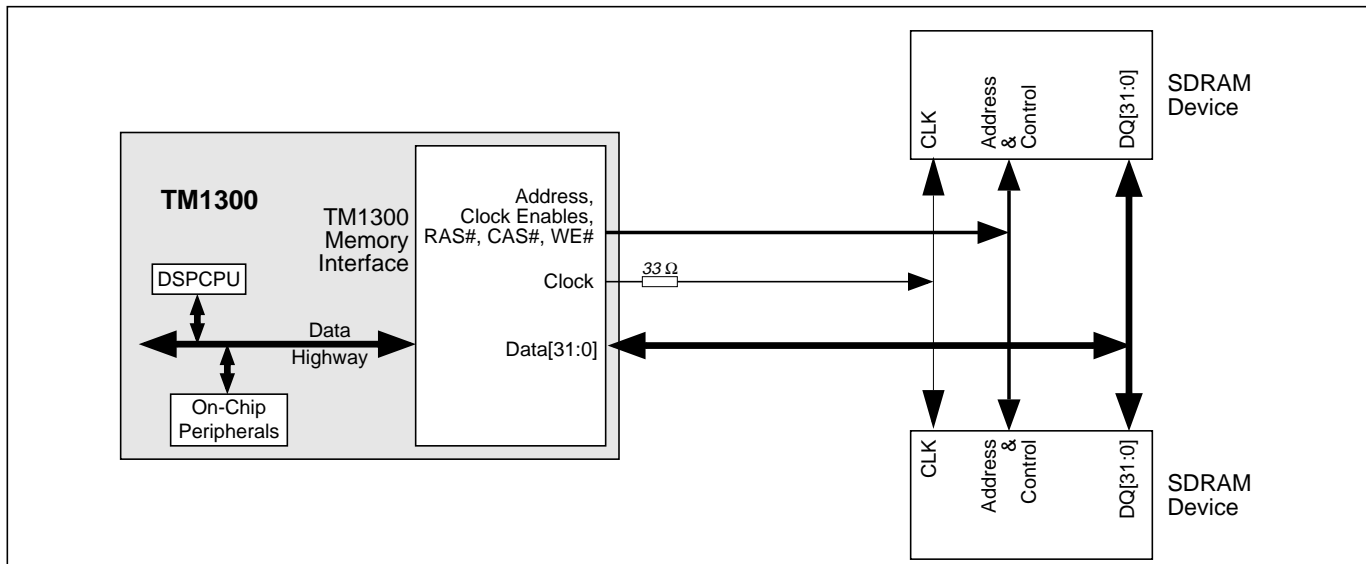 TM1300
DSPCPU
Data
Highway
On-Chip
Peripherals
TM1300
Memory
Interface
Address,
Clock Enables,
RAS#, CAS#, WE#
Clock
Data[31:0]
33 Ω
CLK
Address
&
Control
DQ[31:0]
SDRAM
Device
CLK
Address
&
Control
DQ[31:0]
SDRAM
Device